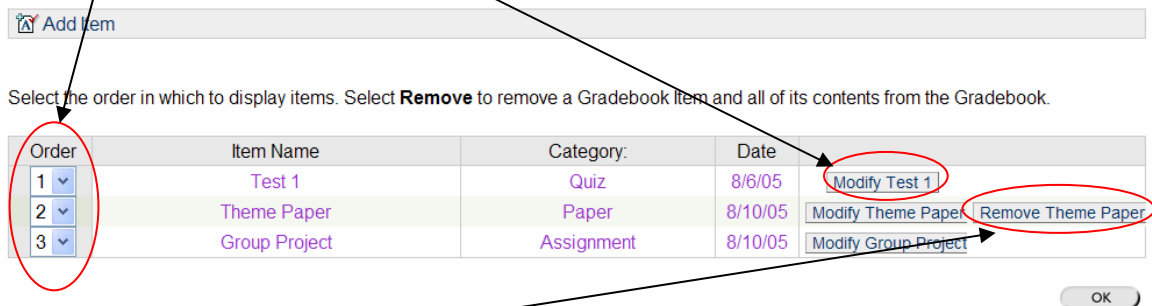 Add Item
Select the order in which to display items. Select Remove to remove a Gradebook Item and all of its contents from the Gradebook.
Order Item Name Category: Date
1 Test 1 Quiz 8/6/05 Modify Test 1
2 Theme Paper Paper 8/10/05 Modify Theme Paper Remove Theme Paper
3 Group Project Assignment 8/10/05 Modify Group Project
OK